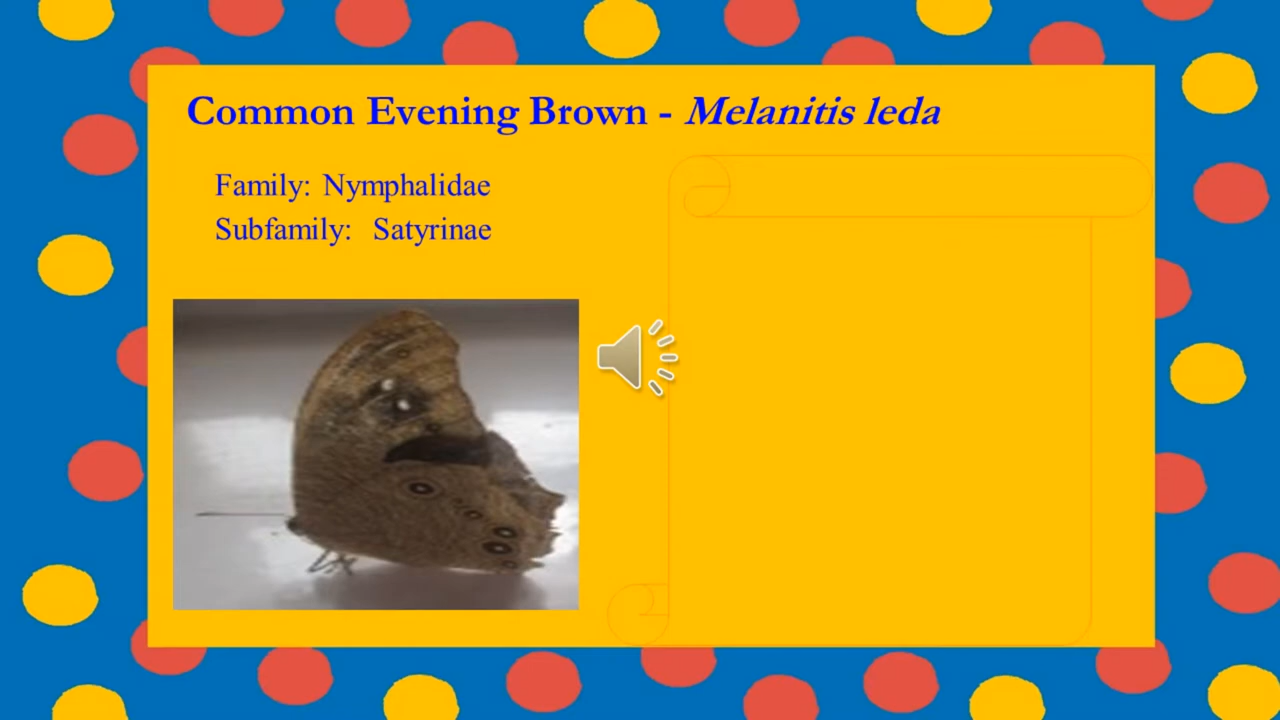 Common Evening Brown - Melanitis leda
Family: Nymphalidae
Subfamily: Satyrinae